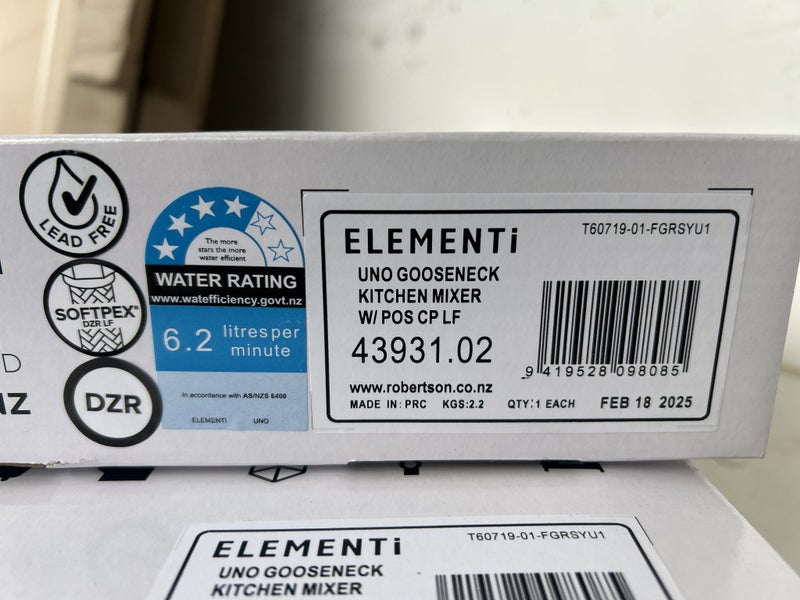 LEAD FREE
SOFTPEX®
DZR LF
DZR
D
NZ
The more
stars the more
water efficient
WATER RATING
www.watefficiency.govt.nz
6.2 litres per
minute
In accordance with AS/NZS 6400
ELEMENTI UNO
ELEMENTi
T60719-01-FGRSYU1
UNO GOOSENECK
KITCHEN MIXER
W/ POS CP LF
43931.02
9 419528 098085
www.robertson.co.nz
MADE IN: PRC KGS:2.2 QTY:1 EACH FEB 18 2025
ELEMENTi
T60719-01-FGRSYU1
UNO GOOSENECK
KITCHEN MIXER